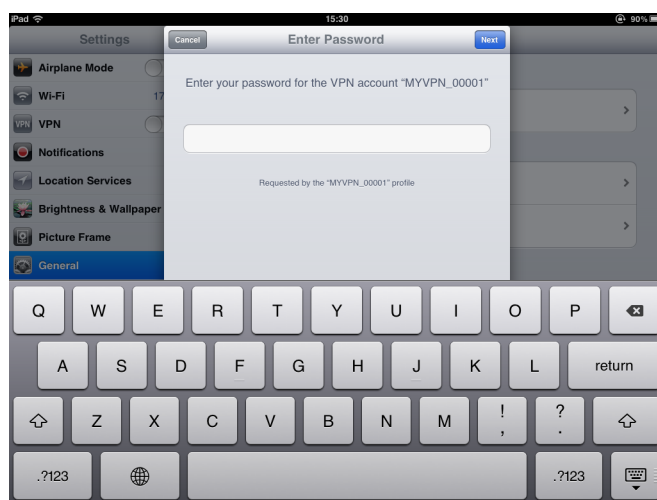 iPad 15:30 90%
Settings
Cancel Enter Password Next
Airplane Mode
Enter your password for the VPN account “MYVPN_00001”
Wi-Fi 17
VPN
VPN
Notifications
Location Services
Requested by the “MYVPN_00001” profile
Brightness & Wallpaper
Picture Frame
General
Q W E R T Y U I O P
A S D F G H J K L return
Z X C V B N M ! , ? .
.?123 .?123